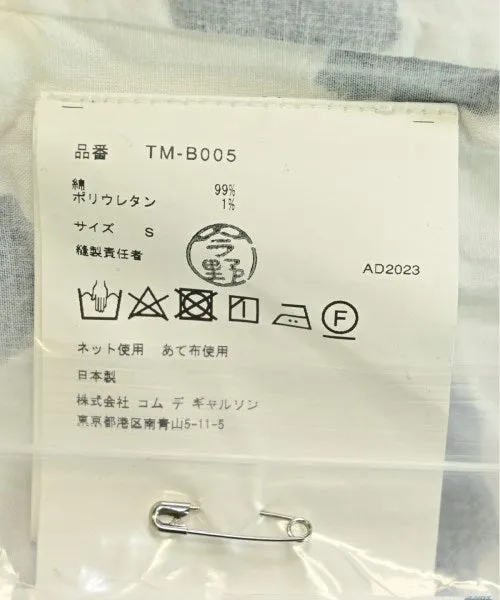 品番 TM-B005
綿 99%
ポリウレタン 1%
サイズ S
縫製責任者 今野
AD2023
F
ネット使用 あて布使用
日本製
株式会社 コム デ ギャルソン
東京都港区南青山5-11-5